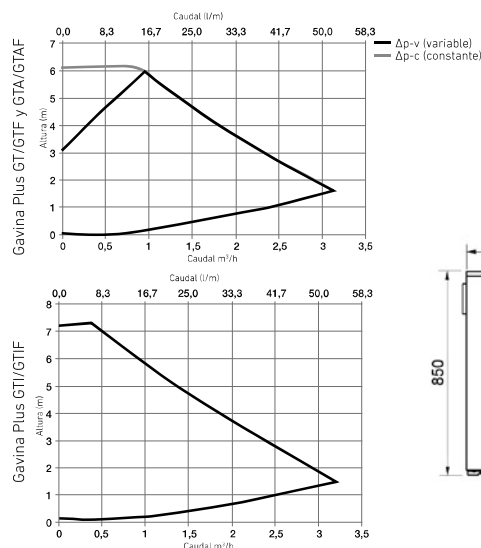 Caudal (l/m)
0,0 8,3 16,7 25,0 33,3 41,7 50,0 58,3
Δp-v (variable)
Δp-c (constante)
Gavina Plus GT/GTF y GTA/GTAF
Altura (m)
7
6
5
4
3
2
1
0
0 0,5 1 1,5 2 2,5 3 3,5
Caudal m³/h
Caudal (l/m)
0,0 8,3 16,7 25,0 33,3 41,7 50,0 58,3
Gavina Plus GTI/GTIF
Altura (m)
8
7
6
5
4
3
2
1
0
0 0,5 1 1,5 2 2,5 3 3,5
Caudal m³/h
850